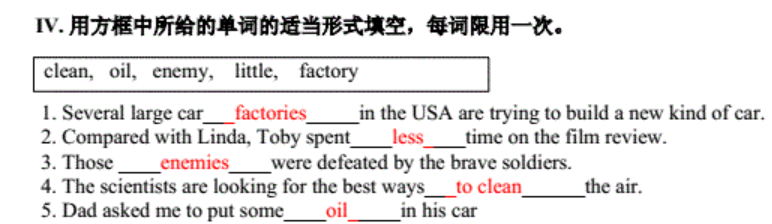 IV. 用方框中所给的单词的适当形式填空，每词限用一次。
clean, oil, enemy, little, factory
1. Several large car___factories_____in the USA are trying to build a new kind of car.
2. Compared with Linda, Toby spent____less____time on the film review.
3. Those ____enemies____were defeated by the brave soldiers.
4. The scientists are looking for the best ways___to clean______the air.
5. Dad asked me to put some____oil_____in his car